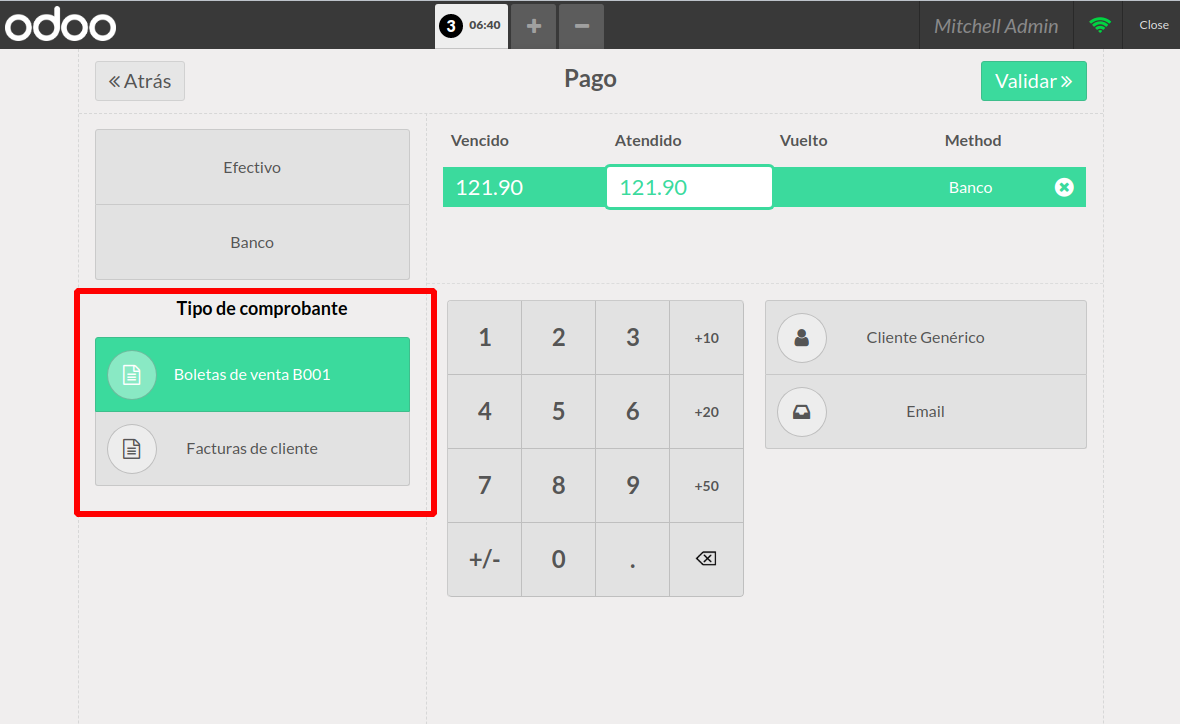 odoo
3 06:40
Mitchell Admin
Close
Atrás
Pago
Validar
Efectivo
Banco
Vencido Atendido Vuelto Method
121.90 121.90 Banco
Tipo de comprobante
Boletas de venta B001
Facturas de cliente
1 2 3 +10
4 5 6 +20
7 8 9 +50
+/- 0 .
Cliente Genérico
Email